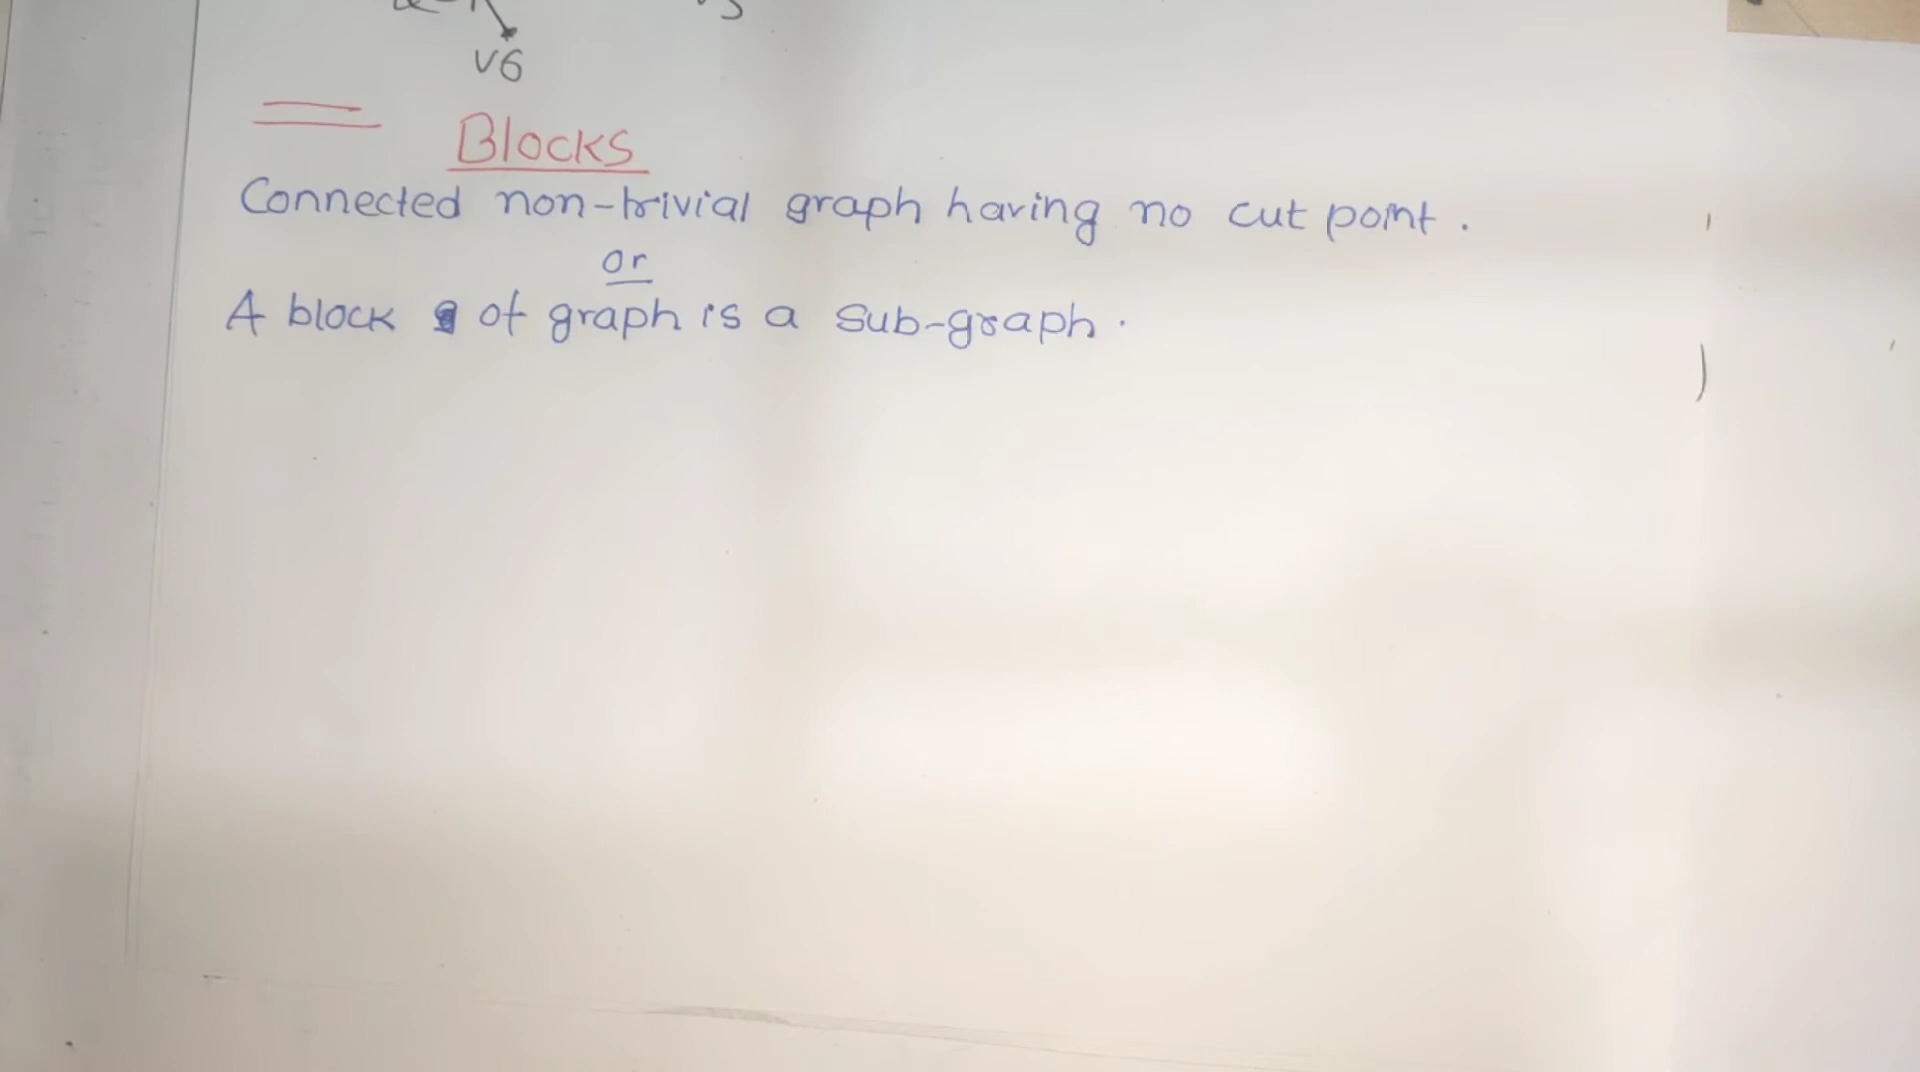 v6
Blocks
Connected non-trivial graph having no cut point.
or
A block of graph is a sub-graph.